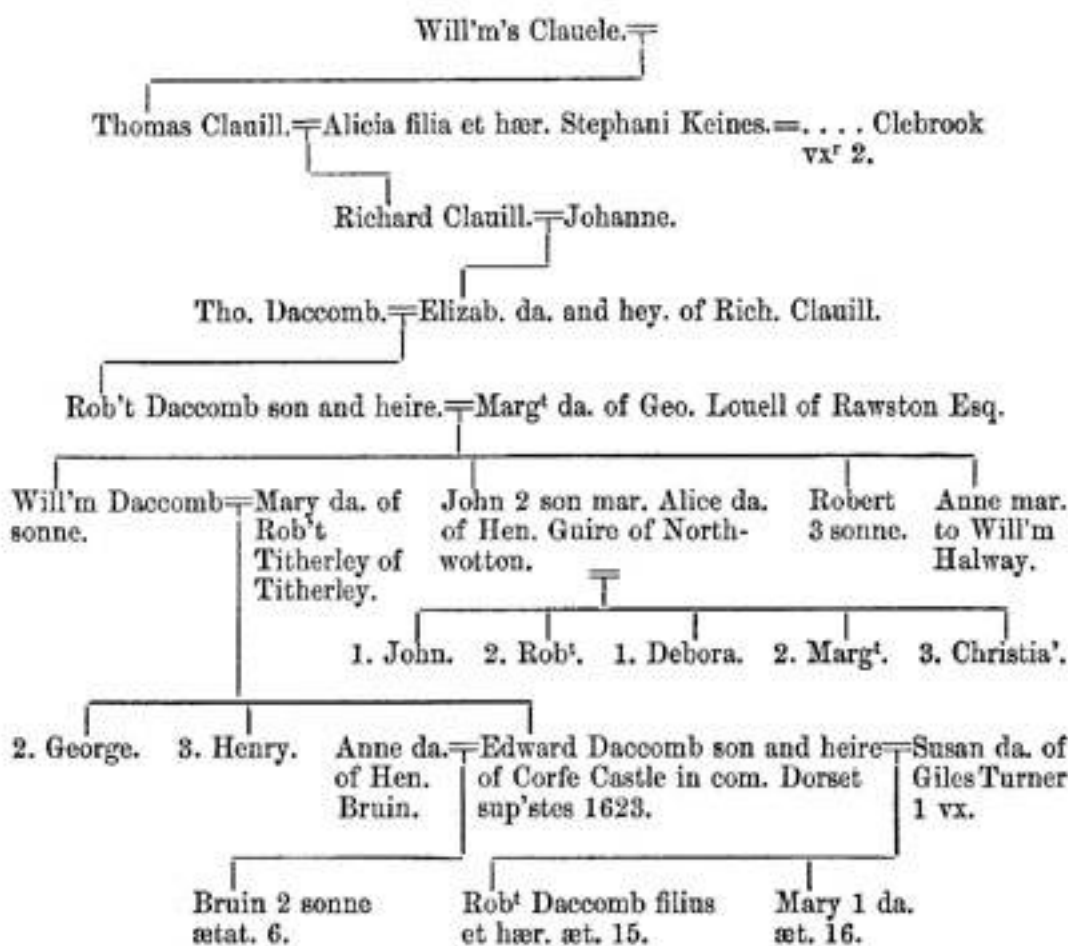 Will'm's Clauele.
Thomas Clauill. = Alicia filia et hær. Stephani Keines. = . . . . Clebrook
vxʳ 2.
Richard Clauill. = Johanne.
Tho. Daccomb. = Elizab. da. and hey. of Rich. Clauill.
Rob't Daccomb son and heire. = Margᵗ da. of Geo. Louell of Rawston Esq.
Will'm Daccomb
sonne.
Mary da. of
Rob't
Titherley of
Titherley.
John 2 son mar. Alice da.
of Hen. Guire of North-
wotton.
Robert
3 sonne.
Anne mar.
to Will'm
Halway.
1. John. 2. Robᵗ. 1. Debora. 2. Margᵗ. 3. Christia'.
2. George. 3. Henry.
Anne da.
of Hen.
Bruin.
Edward Daccomb son and heire
of Corfe Castle in com. Dorset
sup'stes 1623.
Susan da. of
Giles Turner
1 vx.
Bruin 2 sonne
ætat. 6.
Robᵗ Daccomb filius
et hær. æt. 15.
Mary 1 da.
æt. 16.